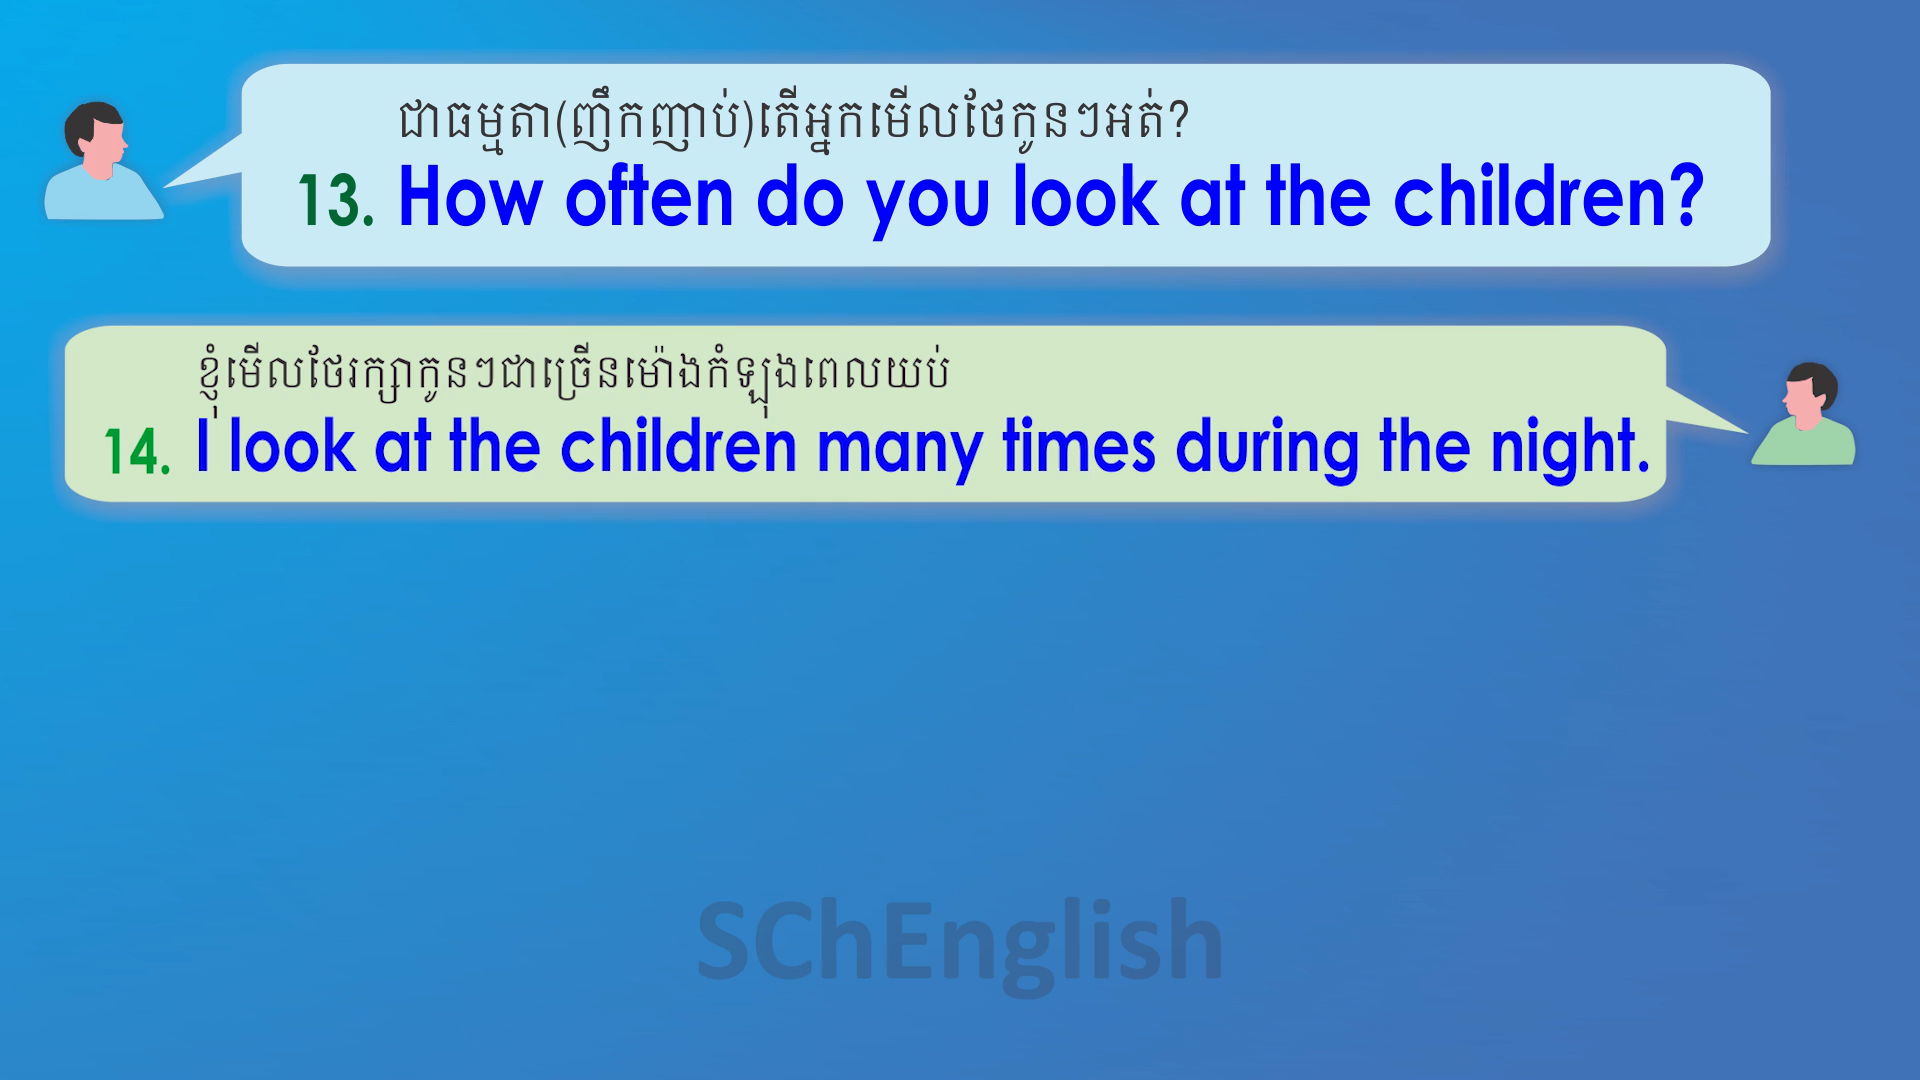 ជាធម្មតា(ញឹកញាប់)តើអ្នកមើលថែកូនៗអត់?
13. How often do you look at the children?
ខ្ញុំមើលថែរក្សាកូនៗជាច្រើនម៉ោងកំឡុងពេលយប់
14. I look at the children many times during the night.
SChEnglish